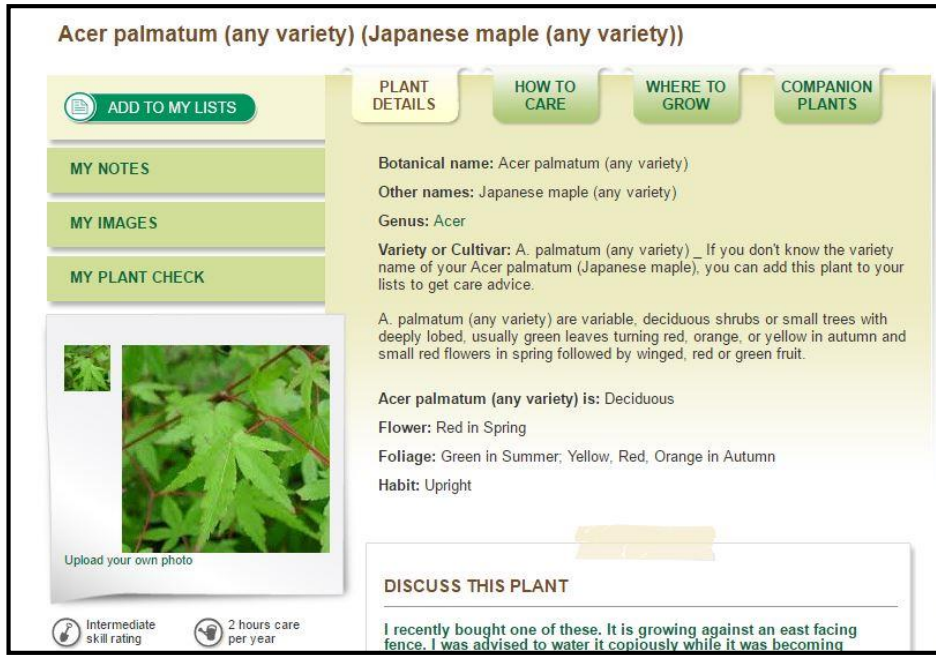 Acer palmatum (any variety) (Japanese maple (any variety))
ADD TO MY LISTS
MY NOTES
MY IMAGES
MY PLANT CHECK
Upload your own photo
Intermediate
skill rating
2 hours care
per year
PLANT
DETAILS
HOW TO
CARE
WHERE TO
GROW
COMPANION
PLANTS
Botanical name: Acer palmatum (any variety)
Other names: Japanese maple (any variety)
Genus: Acer
Variety or Cultivar: A. palmatum (any variety) _ If you don't know the variety
name of your Acer palmatum (Japanese maple), you can add this plant to your
lists to get care advice.
A. palmatum (any variety) are variable, deciduous shrubs or small trees with
deeply lobed, usually green leaves turning red, orange, or yellow in autumn and
small red flowers in spring followed by winged, red or green fruit.
Acer palmatum (any variety) is: Deciduous
Flower: Red in Spring
Foliage: Green in Summer; Yellow, Red, Orange in Autumn
Habit: Upright
DISCUSS THIS PLANT
I recently bought one of these. It is growing against an east facing
fence. I was advised to water it copiously while it was becoming